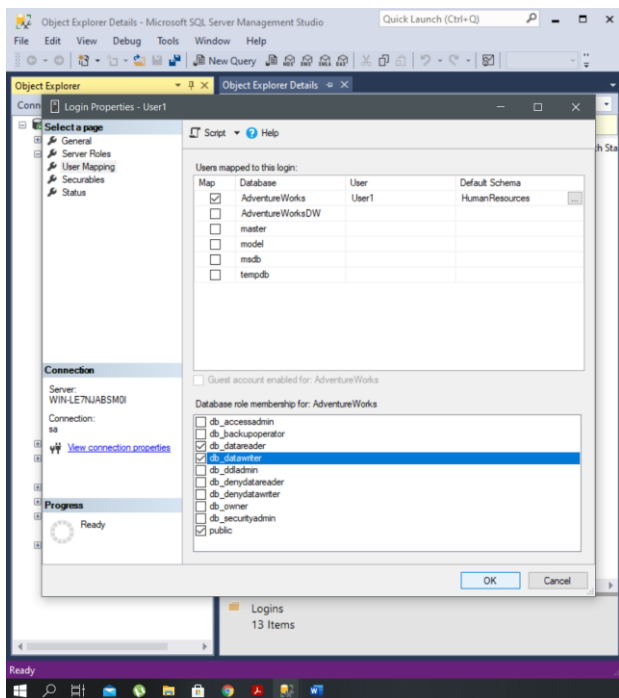 Object Explorer Details - Microsoft SQL Server Management Studio
Quick Launch (Ctrl+Q)
File Edit View Debug Tools Window Help
New Query
Object Explorer
Object Explorer Details
Conn
Login Properties - User1
Select a page
General
Server Roles
User Mapping
Securables
Status
Script Help
h Sta
Users mapped to this login:
Map Database User Default Schema
AdventureWorks User1 HumanResources ...
AdventureWorksDW
master
model
msdb
tempdb
Guest account enabled for: AdventureWorks
Database role membership for: AdventureWorks
db_accessadmin
db_backupoperator
db_datareader
db_datawriter
db_ddladmin
db_denydatareader
db_denydatawriter
db_owner
db_securityadmin
public
Connection
Server:
WIN-LE7NJABSM0I
Connection:
sa
View connection properties
Progress
Ready
OK Cancel
Logins
13 Items
Ready